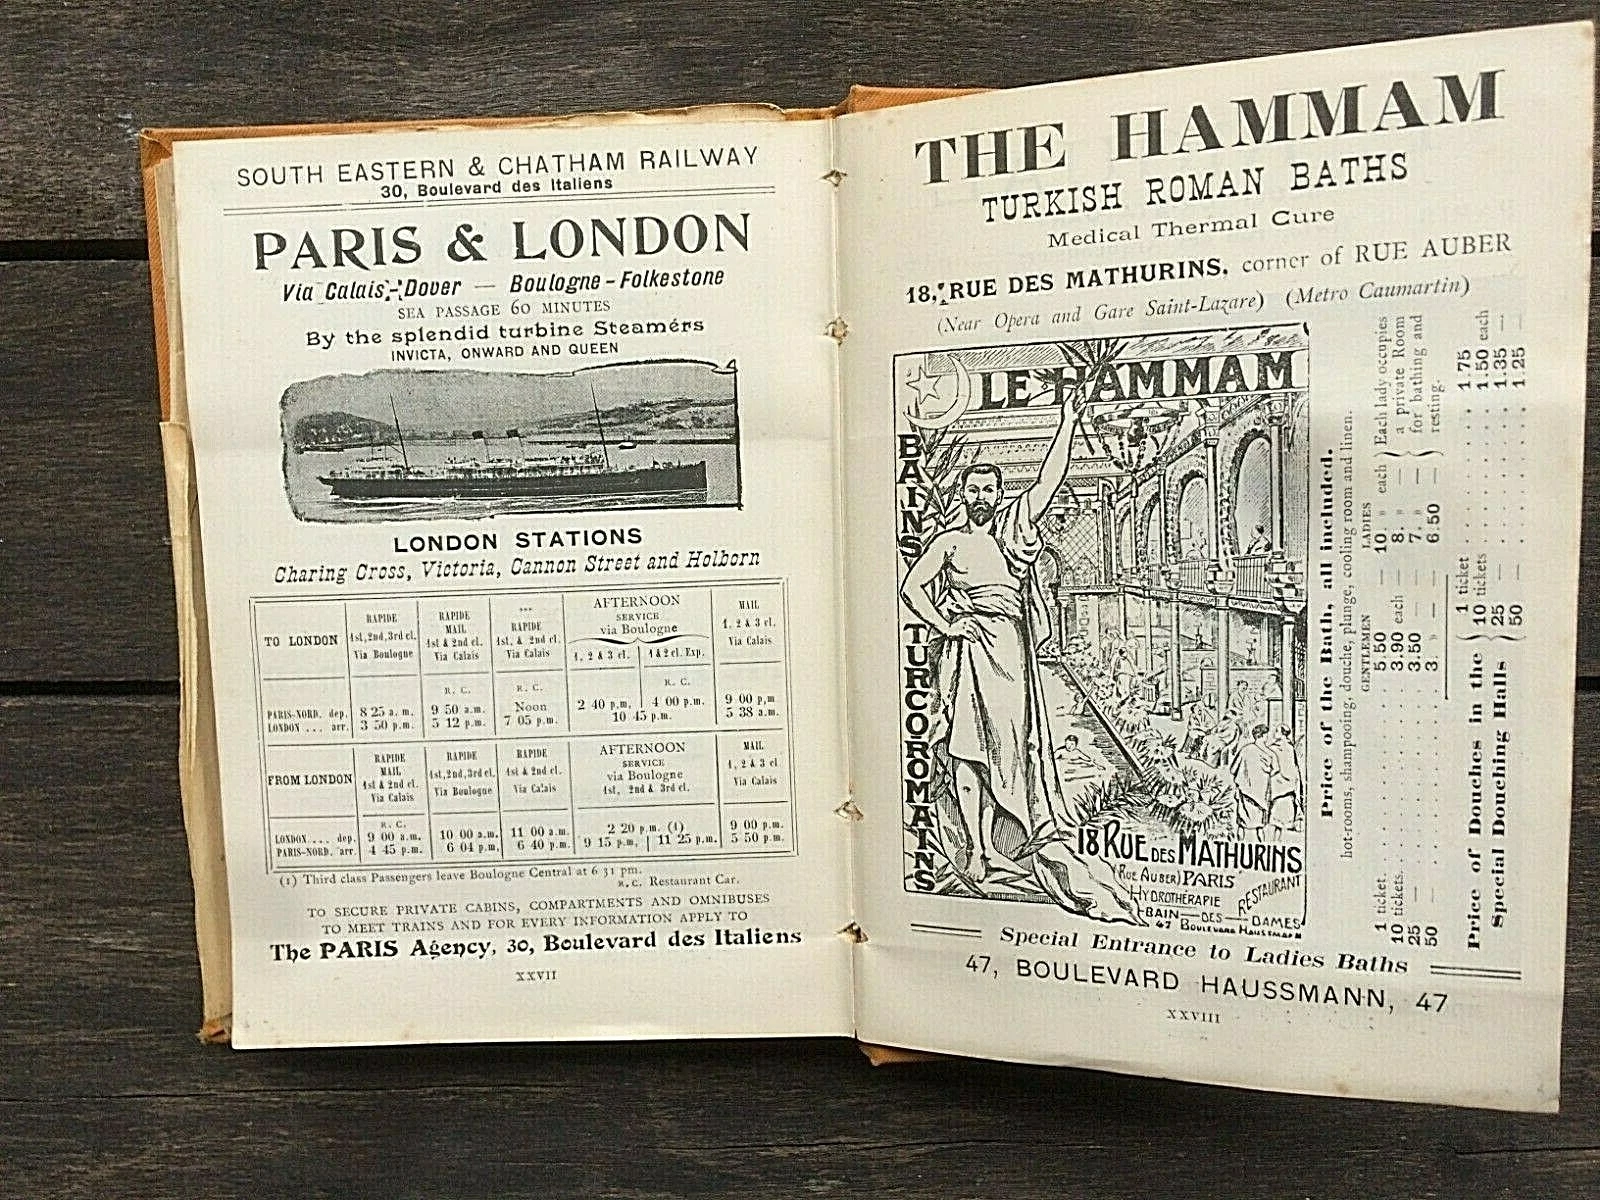 SOUTH EASTERN & CHATHAM RAILWAY
30, Boulevard des Italiens
PARIS & LONDON
Via Calais-Dover — Boulogne-Folkestone
SEA PASSAGE 60 MINUTES
By the splendid turbine Steamérs
INVICTA, ONWARD AND QUEEN
LONDON STATIONS
Charing Cross, Victoria, Cannon Street and Holborn
TO LONDON
RAPIDE 1st,2nd,3rd cl. Via Boulogne
RAPIDE MAIL 1st & 2nd cl. Via Calais
... RAPIDE 1st. & 2nd cl. Via Calais
AFTERNOON SERVICE via Boulogne
1, 2 & 3 cl. 1 & 2 cl. Exp.
MAIL 1, 2 & 3 cl. Via Calais
R. C. R. C. R. C.
PARIS-NORD. dep. 8 25 a. m. 9 50 a.m. Noon 2 40 p.m. 4 00 p.m. 9 00 p.m
LONDON ... arr. 3 50 p.m. 5 12 p.m. 7 05 p.m. 10 45 p.m. 5 38 a.m.
FROM LONDON
RAPIDE MAIL 1st & 2nd cl. Via Calais
RAPIDE 1st,2nd,3rd cl. Via Boulogne
RAPIDE 1st & 2nd cl. Via Calais
AFTERNOON SERVICE via Boulogne 1st, 2nd & 3rd cl.
MAIL 1, 2 & 3 cl Via Calais
R. C.
LONDON.... dep. 9 00 a.m. 10 00 a.m. 11 00 a.m. 2 20 p.m. (1) 9 00 p.m.
PARIS-NORD. arr. 4 45 p.m. 6 04 p.m. 6 40 p.m. 9 15 p.m. 11 25 p.m. 5 50 p.m.
(1) Third class Passengers leave Boulogne Central at 6 31 pm.
R.C. Restaurant Car.
TO SECURE PRIVATE CABINS, COMPARTMENTS AND OMNIBUSES
TO MEET TRAINS AND FOR EVERY INFORMATION APPLY TO
The PARIS Agency, 30, Boulevard des Italiens
XXVII
THE HAMMAM
TURKISH ROMAN BATHS
Medical Thermal Cure
18, RUE DES MATHURINS, corner of RUE AUBER
(Near Opera and Gare Saint-Lazare) (Metro Caumartin)
LE HAMMAM
BAINS
TURCO ROMAINS
18 RUE DES MATHURINS
(RUE AUBER) PARIS
HYDROTHERAPIE RESTAURANT
BAIN — DES — DAMES
47 BOULEVARD HAUSSMANN
Price of the Bath, all included.
hot-rooms, shampooing, douche, plunge, cooling room and linen.
GENTLEMEN LADIES
1 ticket. 5.50 — 10. » each
10 tickets. 3.90 each — 8. » —
25 — 3.50 — — 7. » —
50 — 3. » — — 6.50 —
Each lady occupies
a private Room
for bathing and
resting.
Price of Douches in the
Special Douching Halls
1 ticket 1.75
10 tickets 1.50 each
25 — 1.35 —
50 — 1.25 —
Special Entrance to Ladies Baths
47, BOULEVARD HAUSSMANN, 47
XXVIII